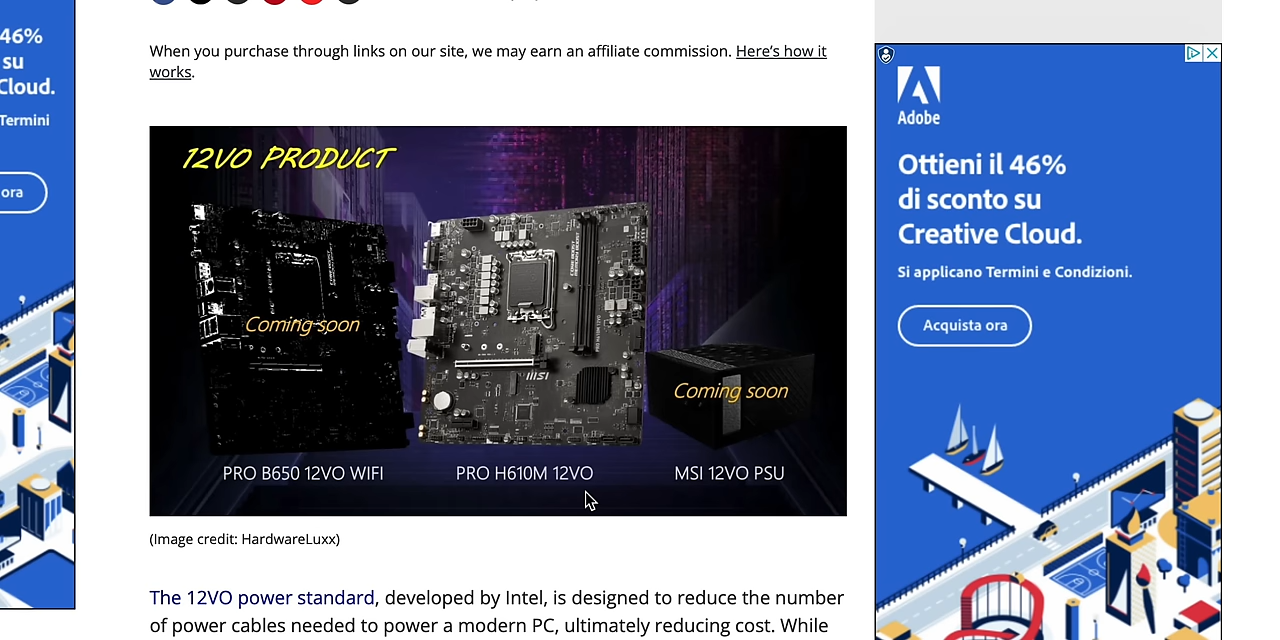 46%
su
Cloud.
Termini
ora
When you purchase through links on our site, we may earn an affiliate commission. Here’s how it
works.
12VO PRODUCT
Coming soon
Coming soon
msi
PRO B650 12VO WIFI
PRO H610M 12VO
MSI 12VO PSU
(Image credit: HardwareLuxx)
The 12VO power standard, developed by Intel, is designed to reduce the number
of power cables needed to power a modern PC, ultimately reducing cost. While
Adobe
Ottieni il 46%
di sconto su
Creative Cloud.
Si applicano Termini e Condizioni.
Acquista ora